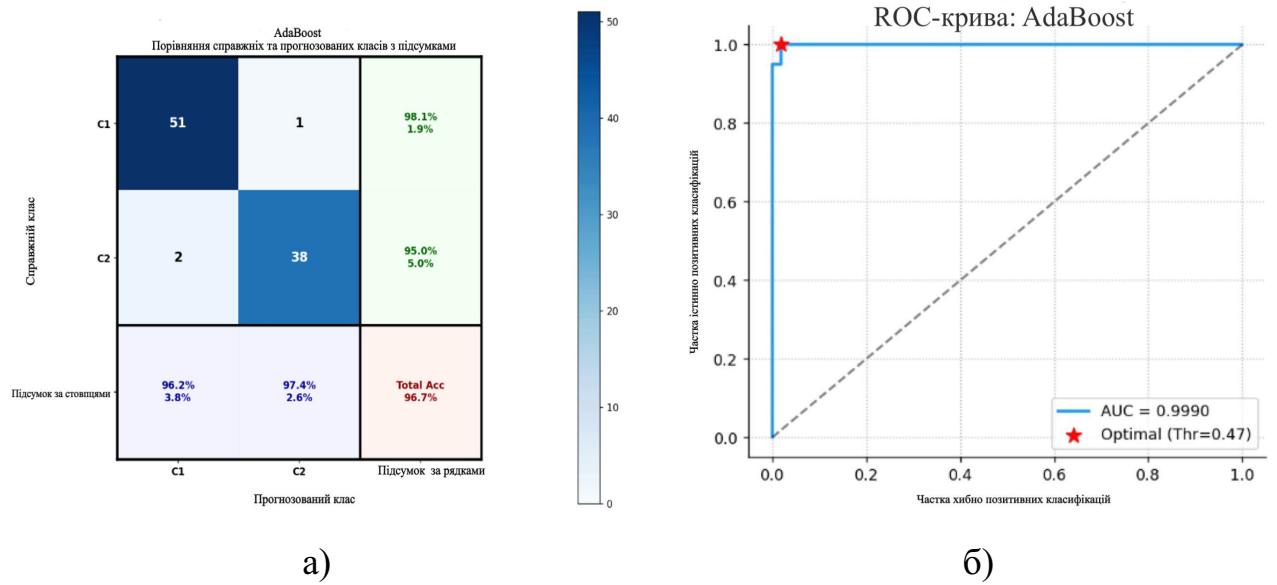 AdaBoost
Порівняння справжніх та прогнозованих класів з підсумками
Справжній клас
C1
51
1
98.1%
1.9%
C2
2
38
95.0%
5.0%
Підсумок за стовпцями
96.2%
3.8%
97.4%
2.6%
Total Acc
96.7%
C1
C2
Підсумок за рядками
Прогнозований клас
50
40
30
20
10
0
а)
ROC-крива: AdaBoost
Частка істинно позитивних класифікацій
1.0
0.8
0.6
0.4
0.2
0.0
AUC = 0.9990
Optimal (Thr=0.47)
0.0
0.2
0.4
0.6
0.8
1.0
Частка хибно позитивних класифікацій
б)